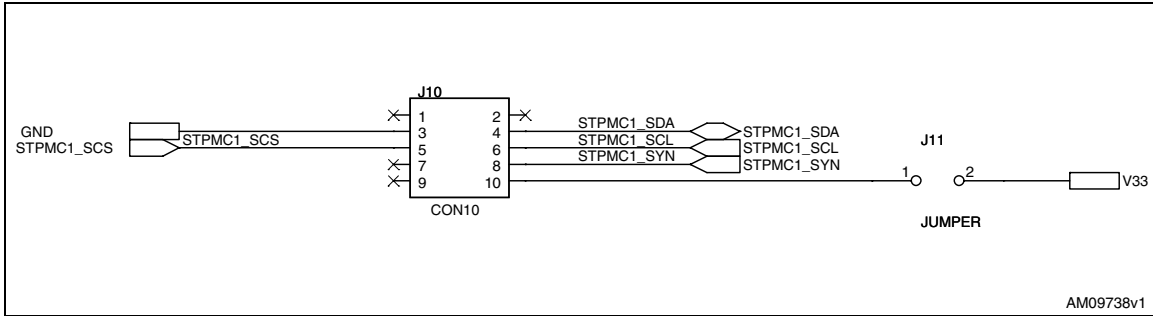 J10
1 2
GND 3 4 STPMC1_SDA STPMC1_SDA
STPMC1_SCS STPMC1_SCS 5 6 STPMC1_SCL STPMC1_SCL
7 8 STPMC1_SYN STPMC1_SYN
9 10
CON10
J11
1 2 V33
JUMPER
AM09738v1